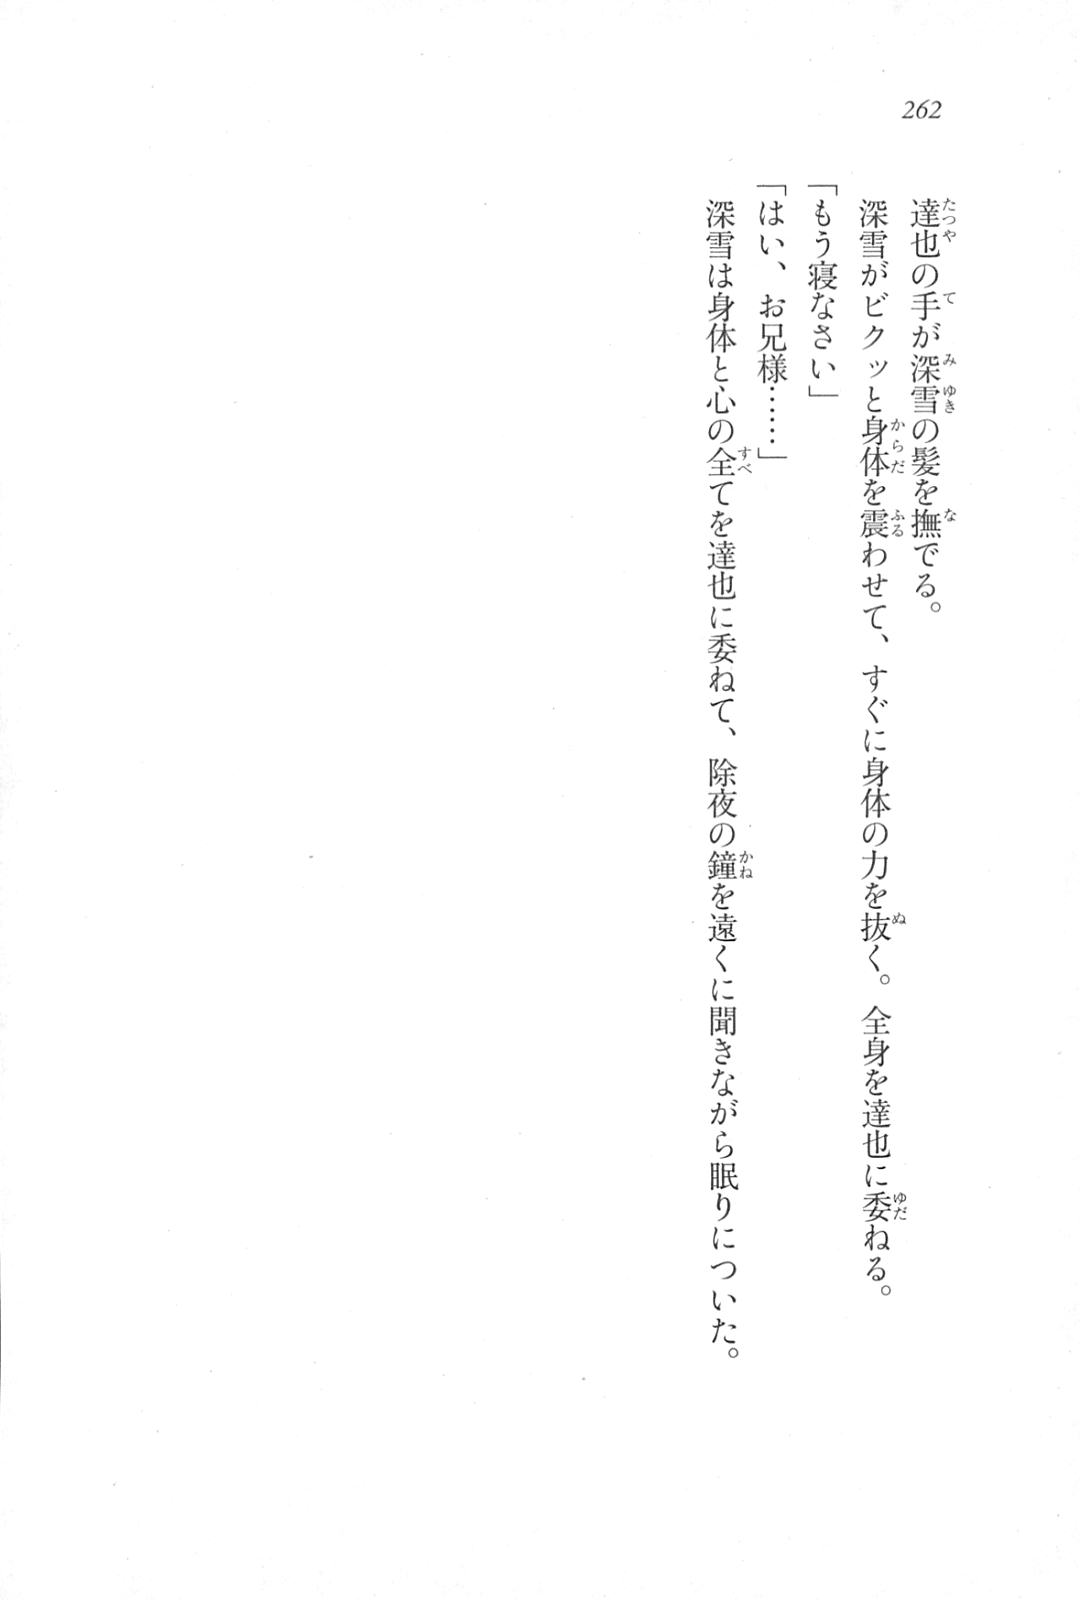 262
達也の手が深雪の髪を撫でる。
深雪がビクッと身体を震わせて、すぐに身体の力を抜く。全身を達也に委ねる。
「もう寝なさい」
「はい、お兄様……」
深雪は身体と心の全てを達也に委ねて、除夜の鐘を遠くに聞きながら眠りについた。